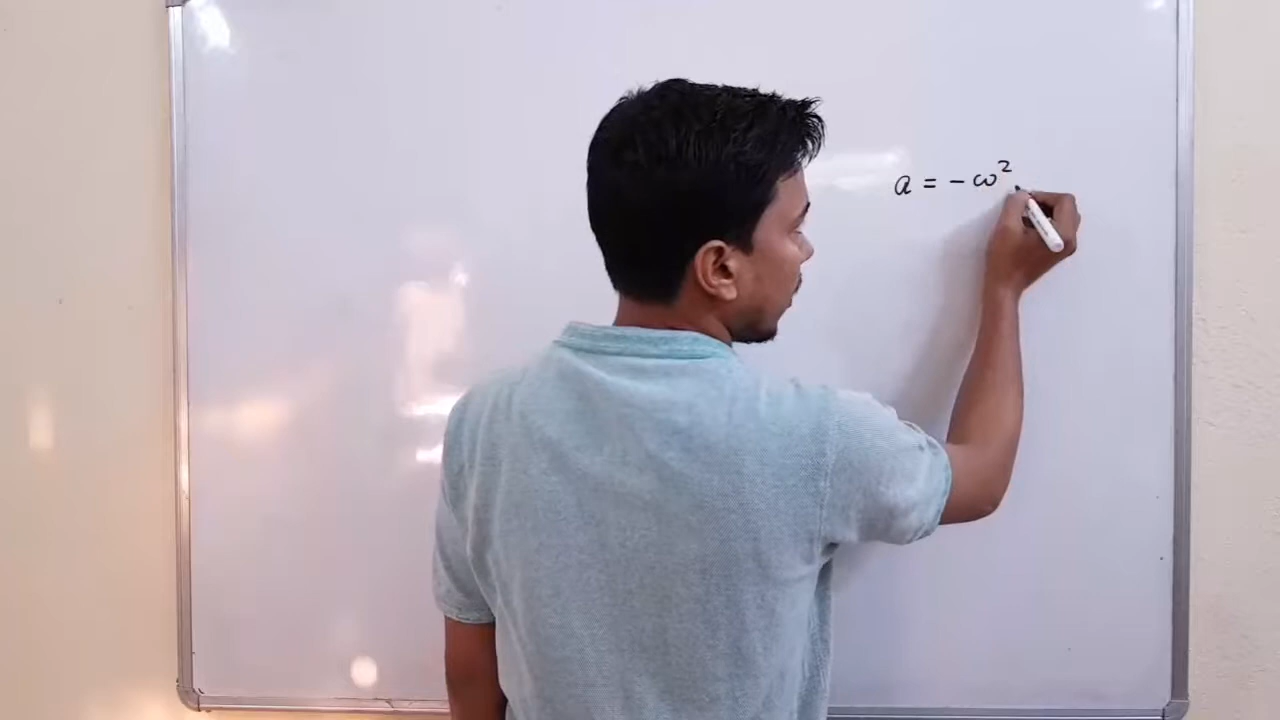 a = -ω²